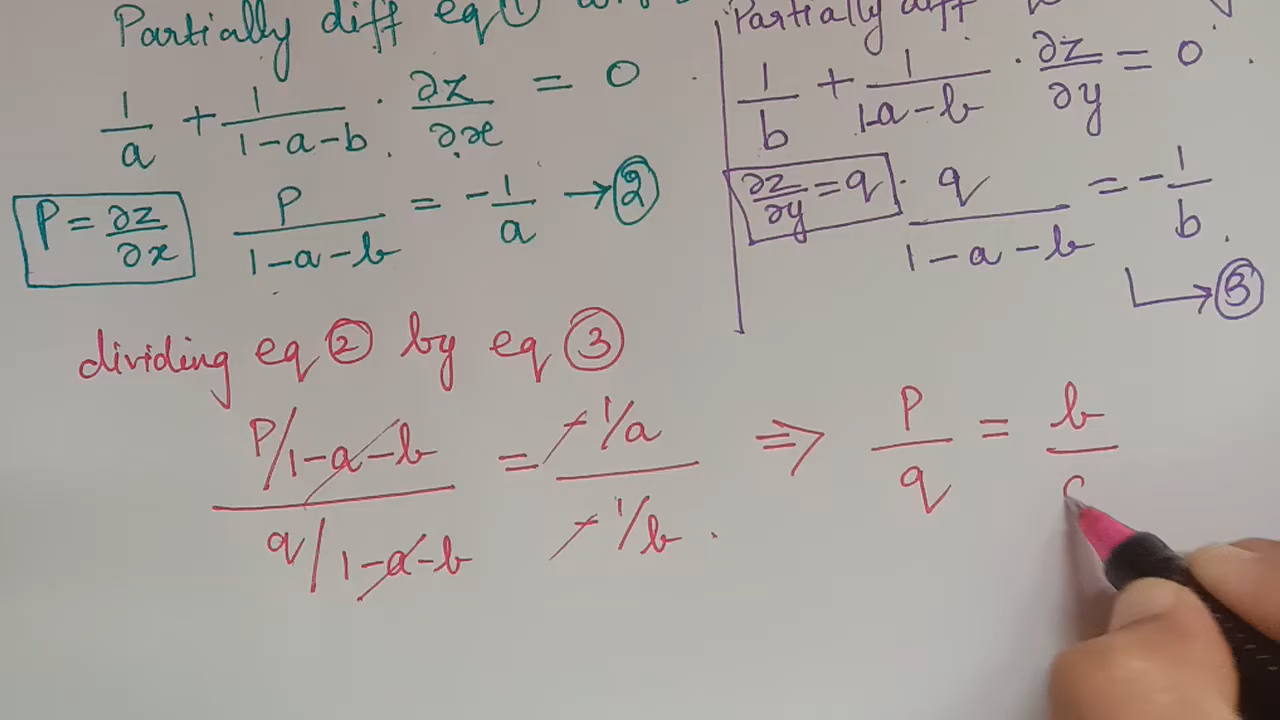 Partially diff eq ①
1/a + 1/(1-a-b) · ∂z/∂x = 0
P = ∂z/∂x P/(1-a-b) = -1/a → ②
Partially diff
1/b + 1/(1-a-b) · ∂z/∂y = 0
∂z/∂y = q · q/(1-a-b) = -1/b
→ ③
dividing eq ② by eq ③
(P/1-a-b)/(q/1-a-b) = (-1/a)/(-1/b) . ⇒ P/q = b/